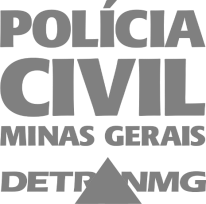 POLÍCIA
CIVIL
MINAS GERAIS
DETRANMG